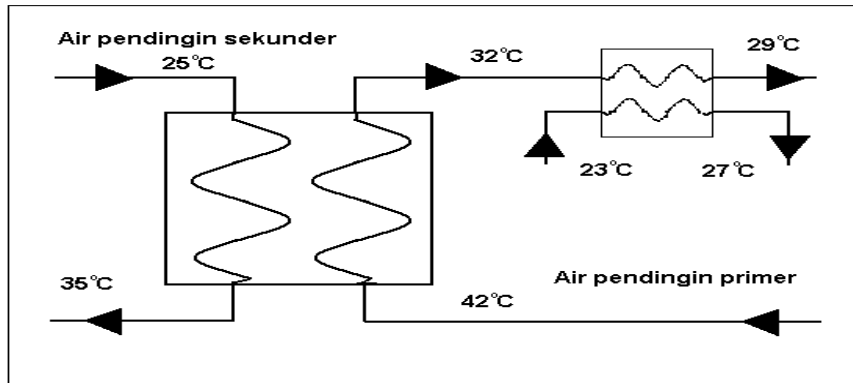 Air pendingin sekunder
25°C
32°C
29°C
23°C
27°C
35°C
42°C
Air pendingin primer